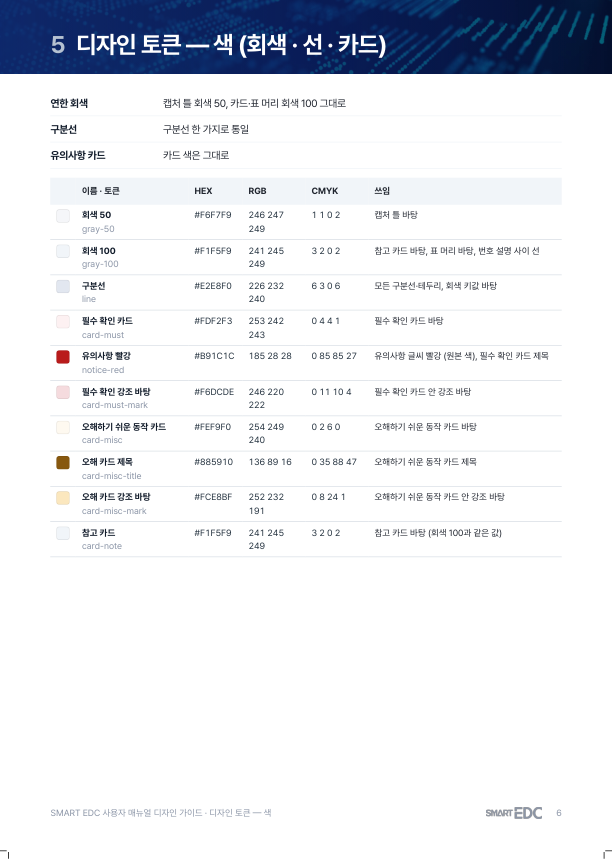 5 디자인 토큰 — 색 (회색 · 선 · 카드)
연한 회색 캡처 틀 회색 50, 카드·표 머리 회색 100 그대로
구분선 구분선 한 가지로 통일
유의사항 카드 카드 색은 그대로
이름 · 토큰 HEX RGB CMYK 쓰임
회색 50 #F6F7F9 246 247 1 1 0 2 캡처 틀 바탕
gray-50 249
회색 100 #F1F5F9 241 245 3 2 0 2 참고 카드 바탕, 표 머리 바탕, 번호 설명 사이 선
gray-100 249
구분선 #E2E8F0 226 232 6 3 0 6 모든 구분선·테두리, 회색 키값 바탕
line 240
필수 확인 카드 #FDF2F3 253 242 0 4 4 1 필수 확인 카드 바탕
card-must 243
유의사항 빨강 #B91C1C 185 28 28 0 85 85 27 유의사항 글씨 빨강 (원본 색), 필수 확인 카드 제목
notice-red
필수 확인 강조 바탕 #F6DCDE 246 220 0 11 10 4 필수 확인 카드 안 강조 바탕
card-must-mark 222
오해하기 쉬운 동작 카드 #FEF9F0 254 249 0 2 6 0 오해하기 쉬운 동작 카드 바탕
card-misc 240
오해 카드 제목 #885910 136 89 16 0 35 88 47 오해하기 쉬운 동작 카드 제목
card-misc-title
오해 카드 강조 바탕 #FCE8BF 252 232 0 8 24 1 오해하기 쉬운 동작 카드 안 강조 바탕
card-misc-mark 191
참고 카드 #F1F5F9 241 245 3 2 0 2 참고 카드 바탕 (회색 100과 같은 값)
card-note 249
SMART EDC 사용자 매뉴얼 디자인 가이드 · 디자인 토큰 — 색 SMART EDC 6